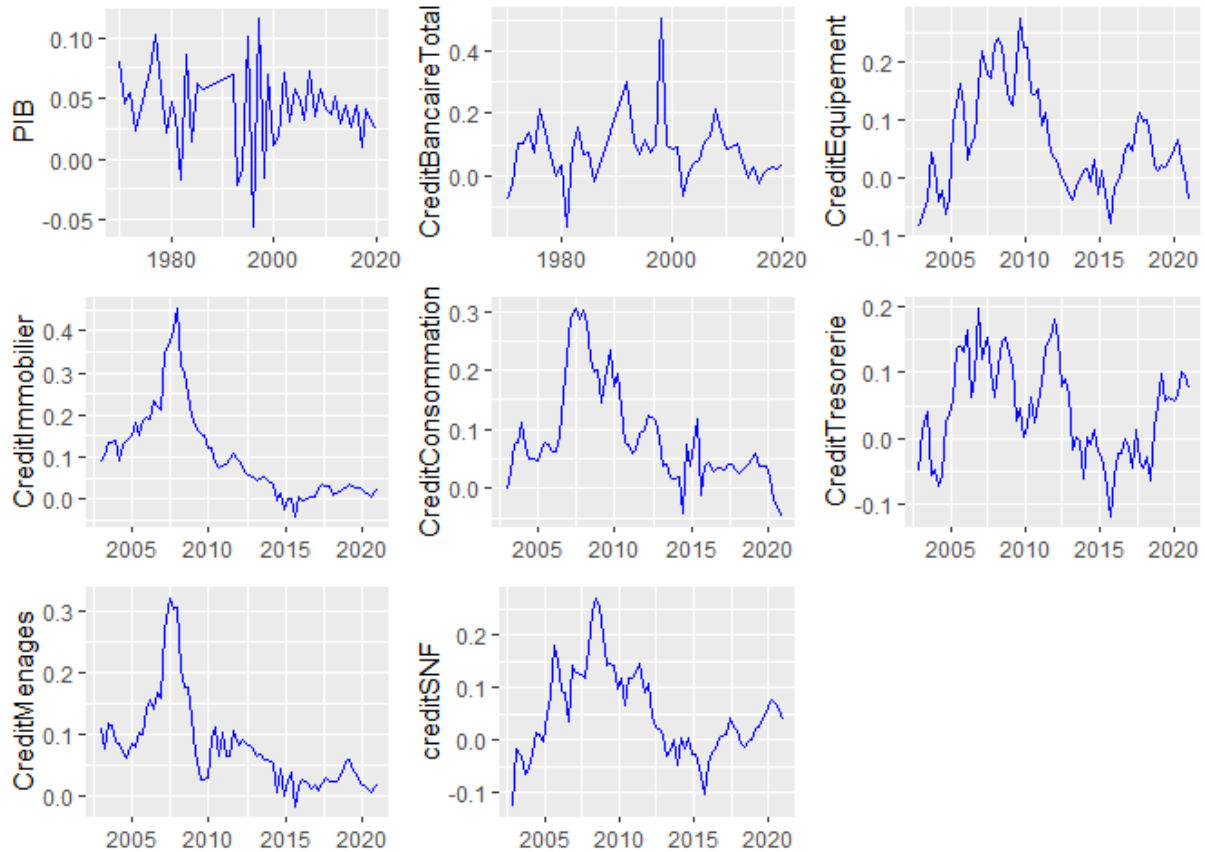 PIB
0.10
0.05
0.00
-0.05
1980 2000 2020
CreditBancaireTotal
0.4
0.2
0.0
1980 2000 2020
CreditEquipement
0.2
0.1
0.0
-0.1
2005 2010 2015 2020
CreditImmobilier
0.4
0.3
0.2
0.1
0.0
2005 2010 2015 2020
CreditConsommation
0.3
0.2
0.1
0.0
2005 2010 2015 2020
CreditTresorerie
0.2
0.1
0.0
-0.1
2005 2010 2015 2020
CreditMenages
0.3
0.2
0.1
0.0
2005 2010 2015 2020
creditSNF
0.2
0.1
0.0
-0.1
2005 2010 2015 2020